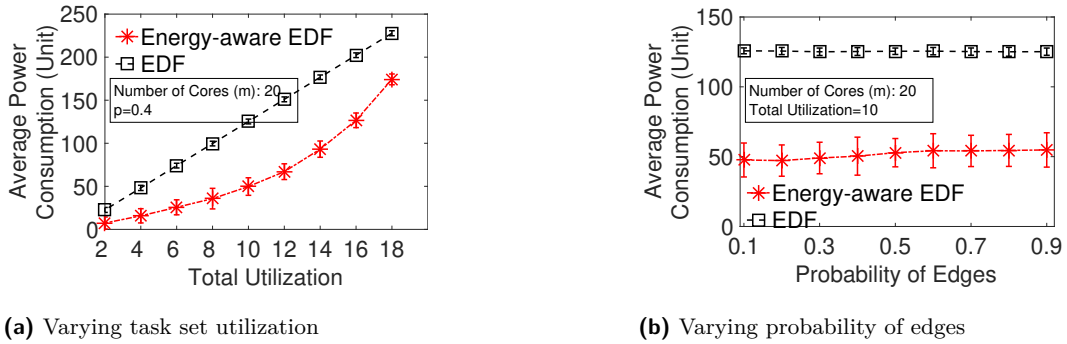 250
200
150
100
50
0
Average Power
Consumption (Unit)
Energy-aware EDF
EDF
Number of Cores (m): 20
p=0.4
2 4 6 8 10 12 14 16 18
Total Utilization
(a) Varying task set utilization
150
100
50
0
Average Power
Consumption (Unit)
Number of Cores (m): 20
Total Utilization=10
Energy-aware EDF
EDF
0.1 0.3 0.5 0.7 0.9
Probability of Edges
(b) Varying probability of edges